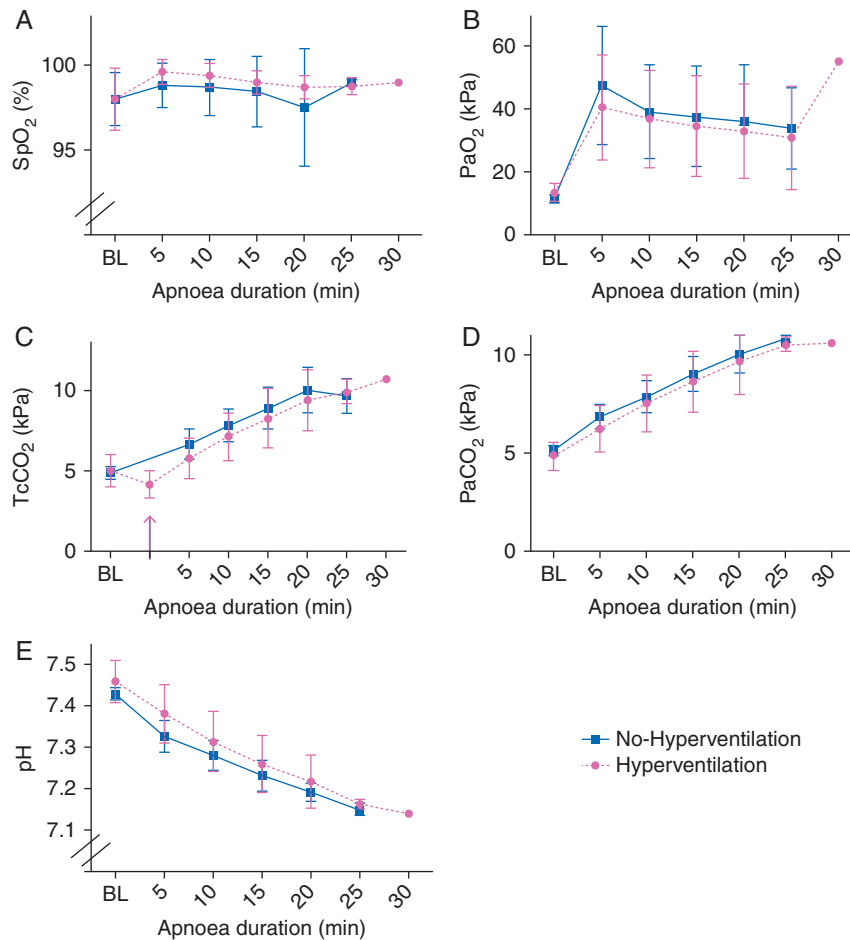 A
SpO₂ (%)
100
95
BL 5 10 15 20 25 30
Apnoea duration (min)
B
PaO₂ (kPa)
60
40
20
0
BL 5 10 15 20 25 30
Apnoea duration (min)
C
TcCO₂ (kPa)
10
5
0
BL 5 10 15 20 25 30
Apnoea duration (min)
D
PaCO₂ (kPa)
10
5
0
BL 5 10 15 20 25 30
Apnoea duration (min)
E
pH
7.5
7.4
7.3
7.2
7.1
BL 5 10 15 20 25 30
Apnoea duration (min)
No-Hyperventilation
Hyperventilation